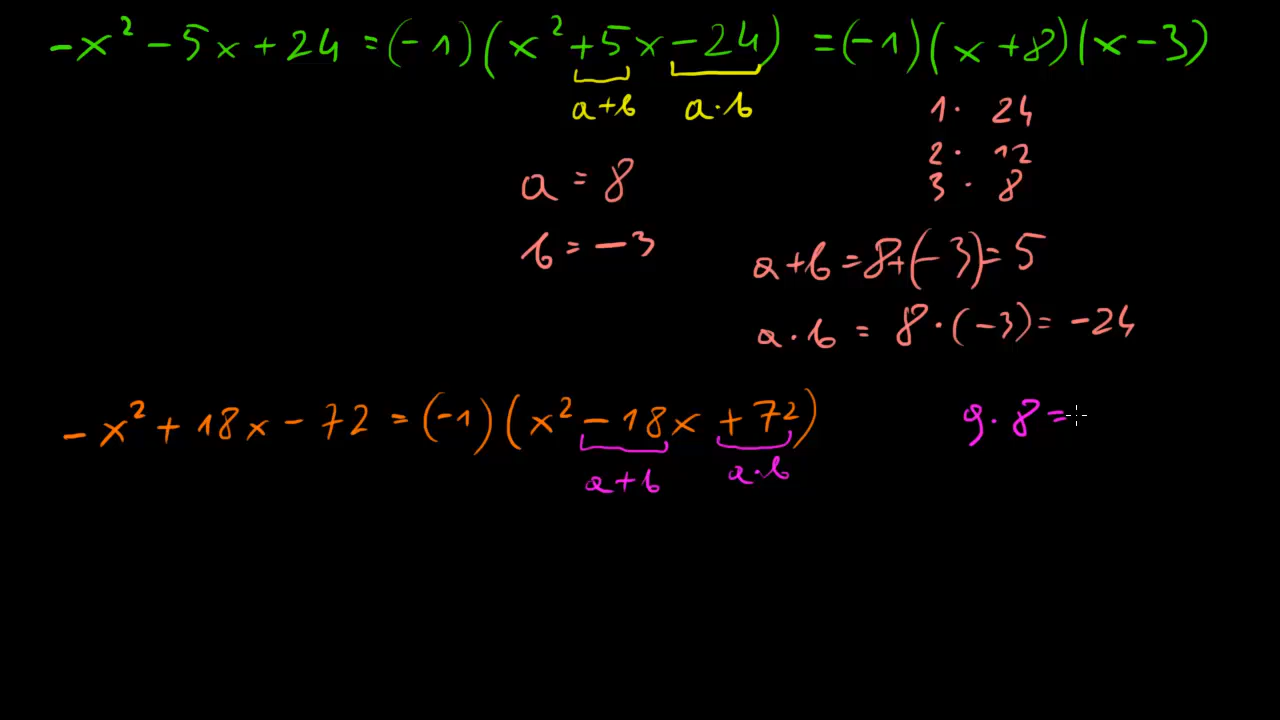 -x² - 5x + 24 = (-1)(x² + 5x - 24) = (-1)(x + 8)(x - 3)
a + b a · b
1 · 24
2 · 12
3 · 8
a = 8
b = -3
a + b = 8 + (-3) = 5
a · b = 8 · (-3) = -24
-x² + 18x - 72 = (-1)(x² - 18x + 72)
a + b a · b
9 · 8 =